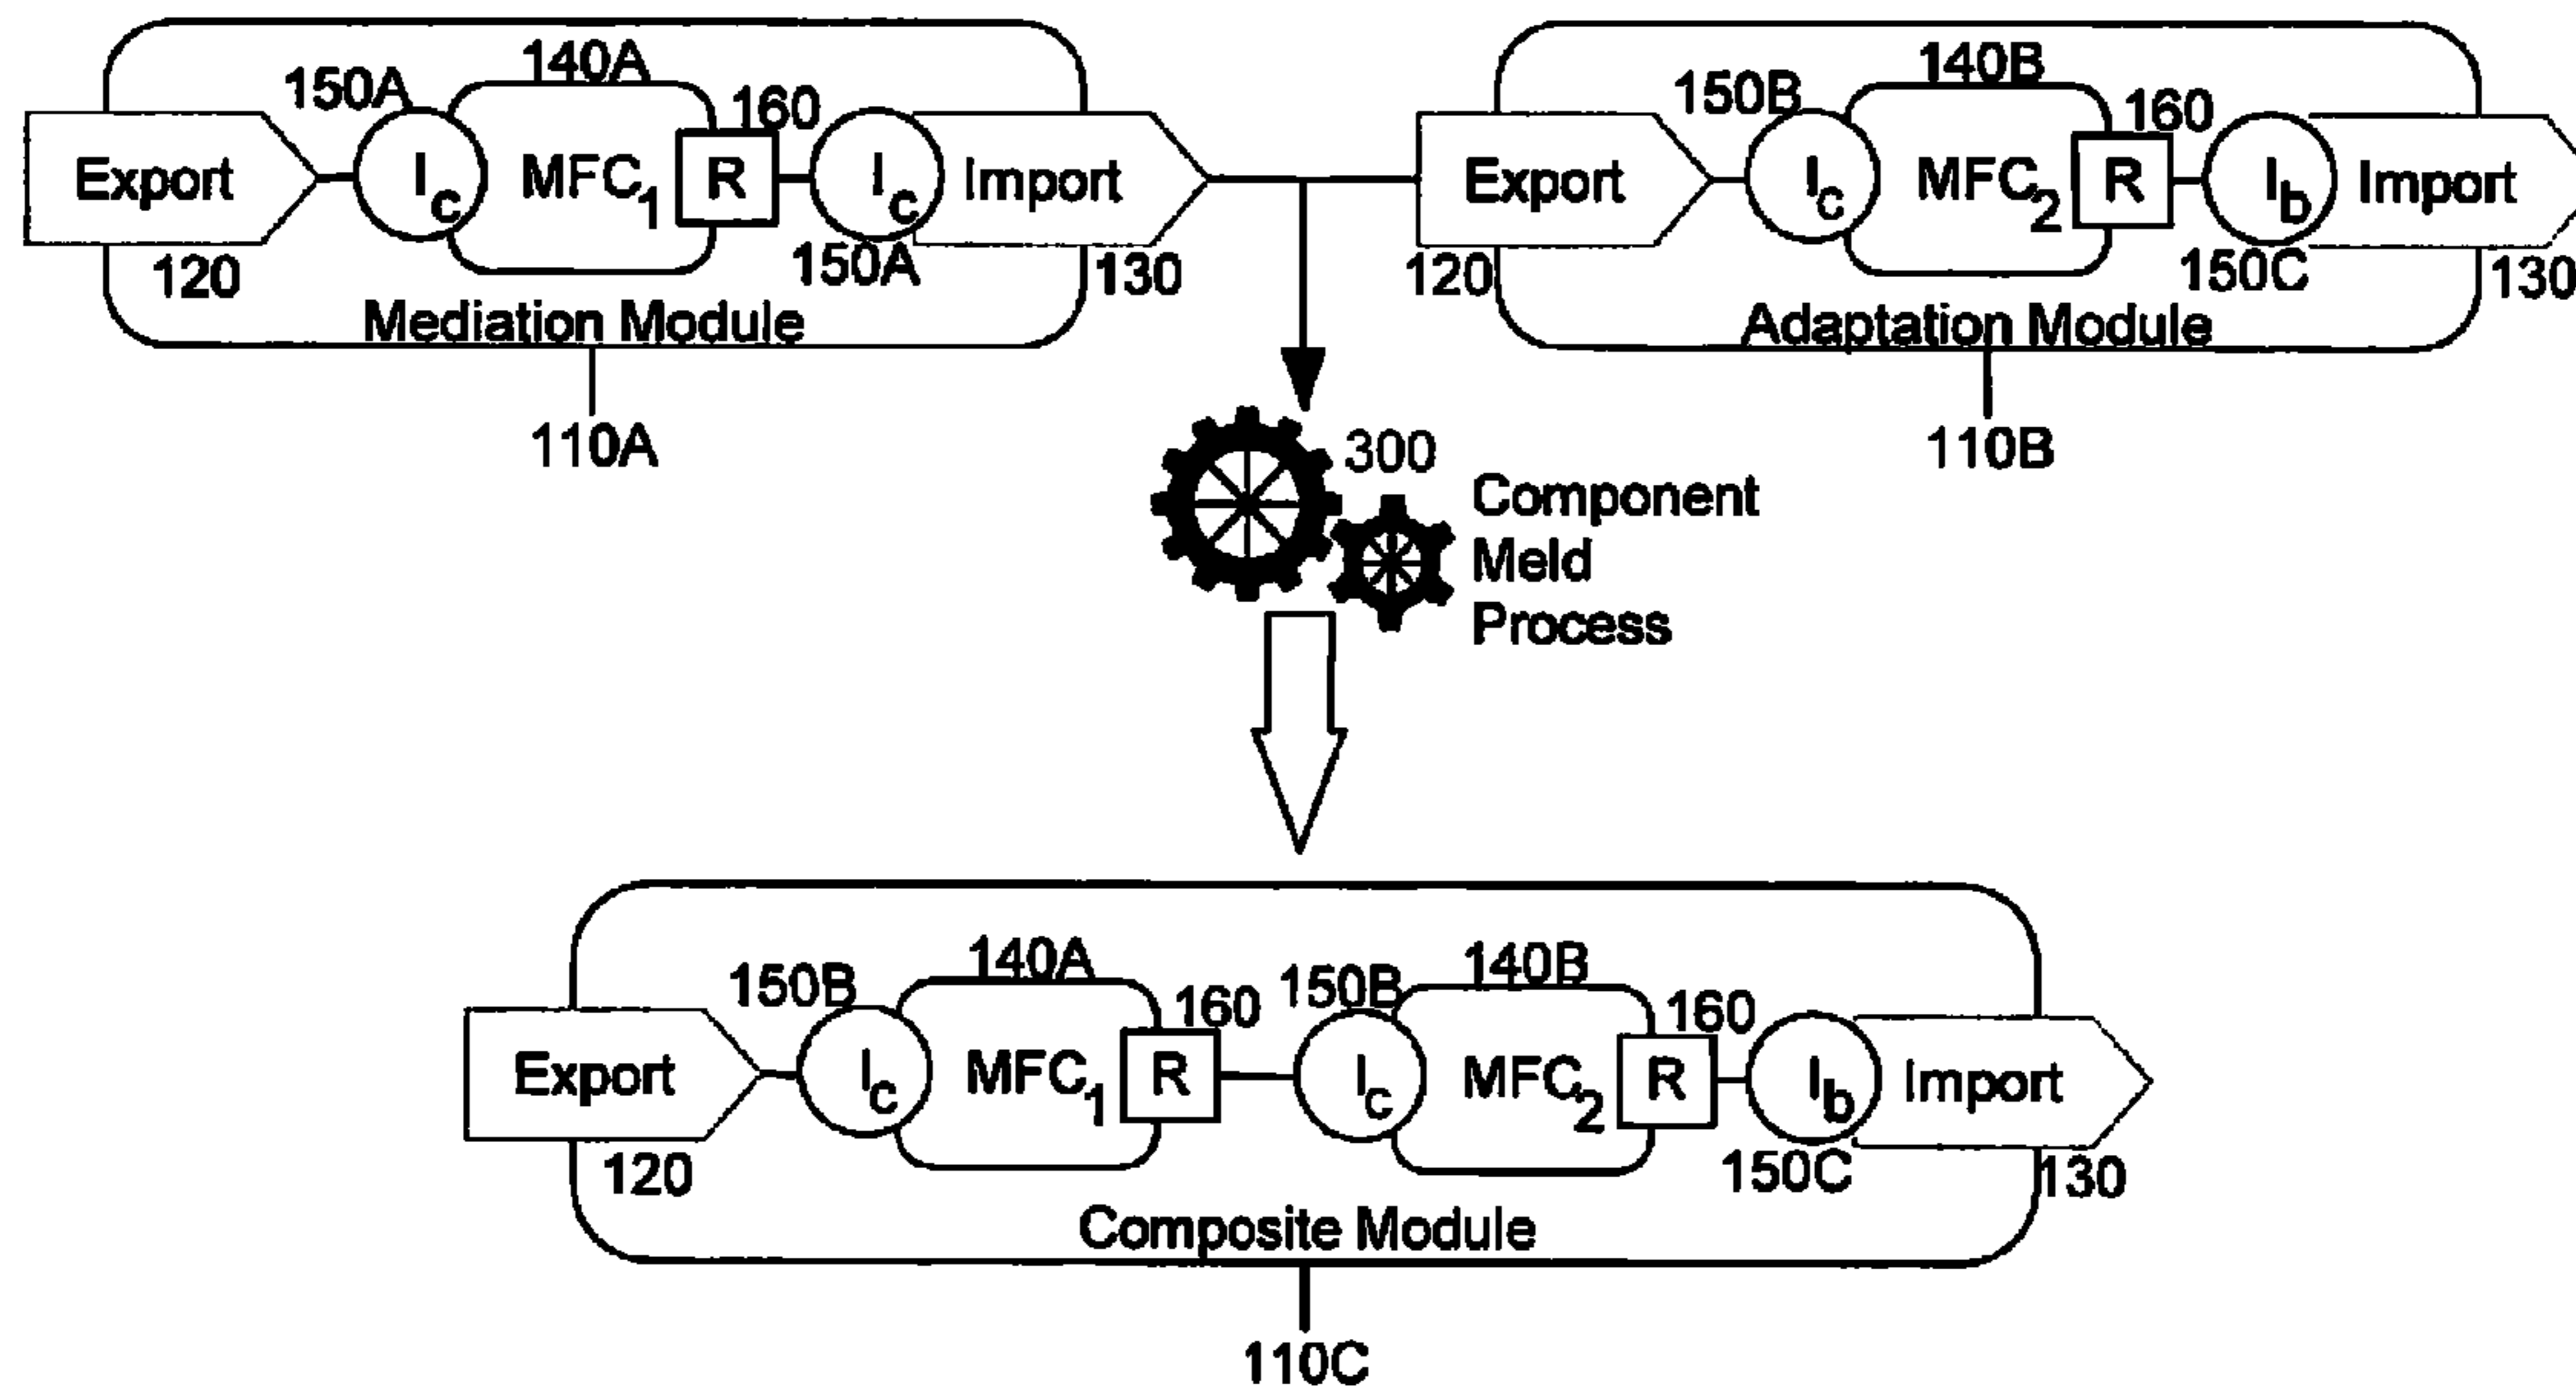 140A
150A
160
Export
Ic
MFC1
R
Ic
Import
120
150A
130
Mediation Module
110A
140B
150B
160
Export
Ic
MFC2
R
Ib
Import
120
150C
130
Adaptation Module
110B
300
Component
Meld
Process
140A
150B
160
150B
140B
160
Export
Ic
MFC1
R
Ic
MFC2
R
Ib
Import
120
150C
130
Composite Module
110C